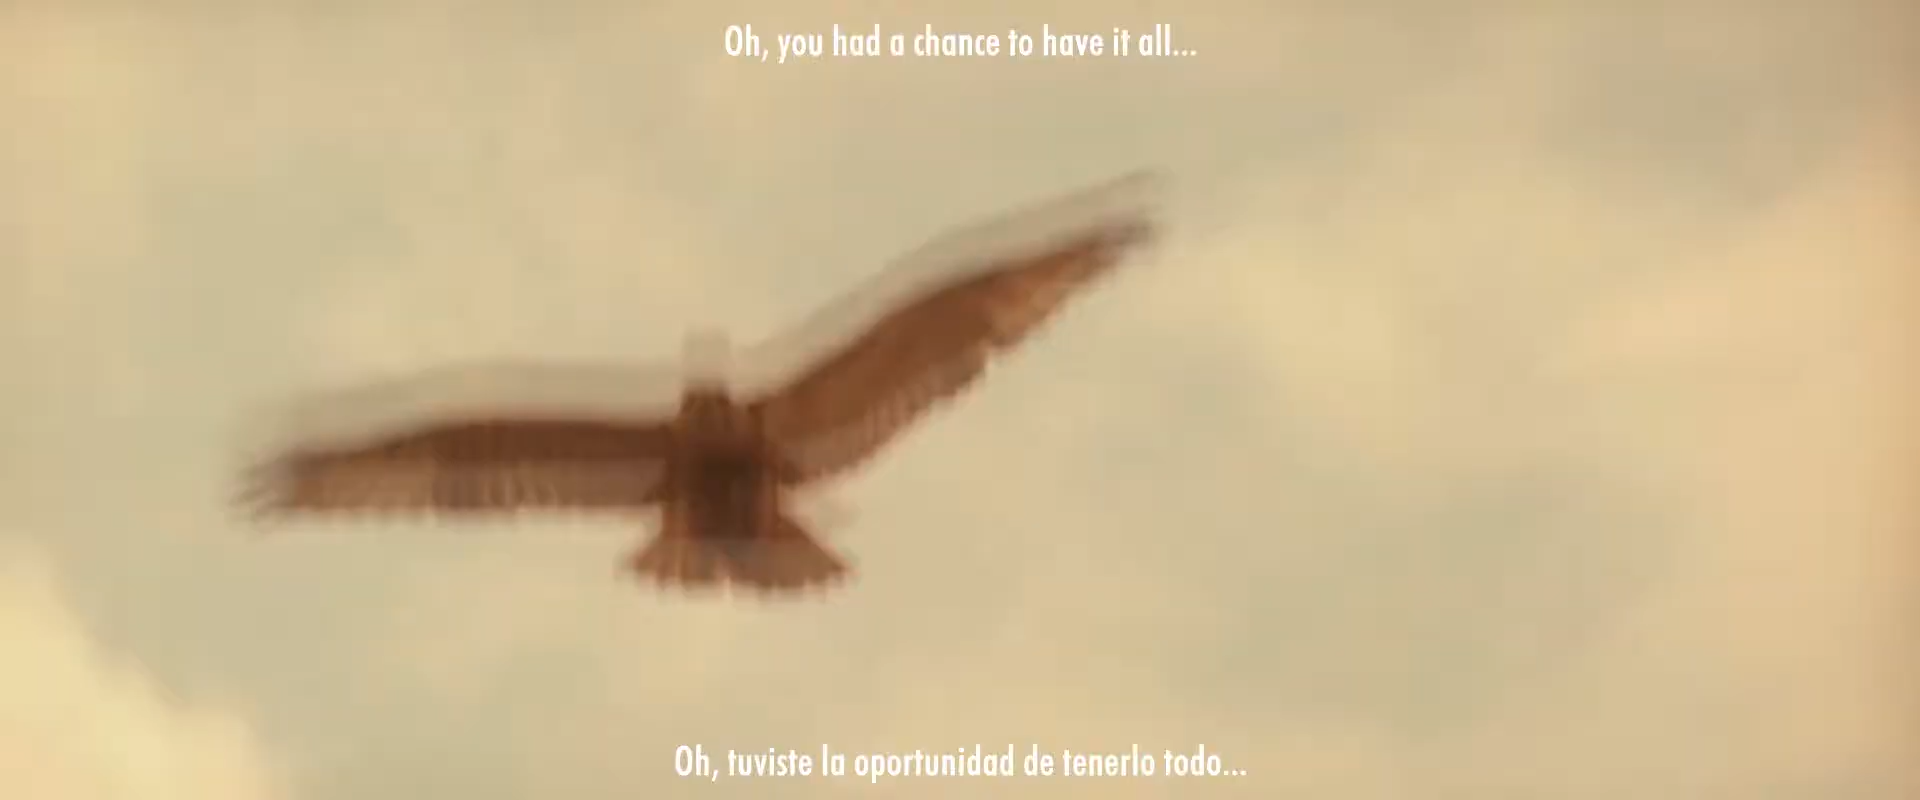 Oh, you had a chance to have it all...
Oh, tuviste la oportunidad de tenerlo todo...